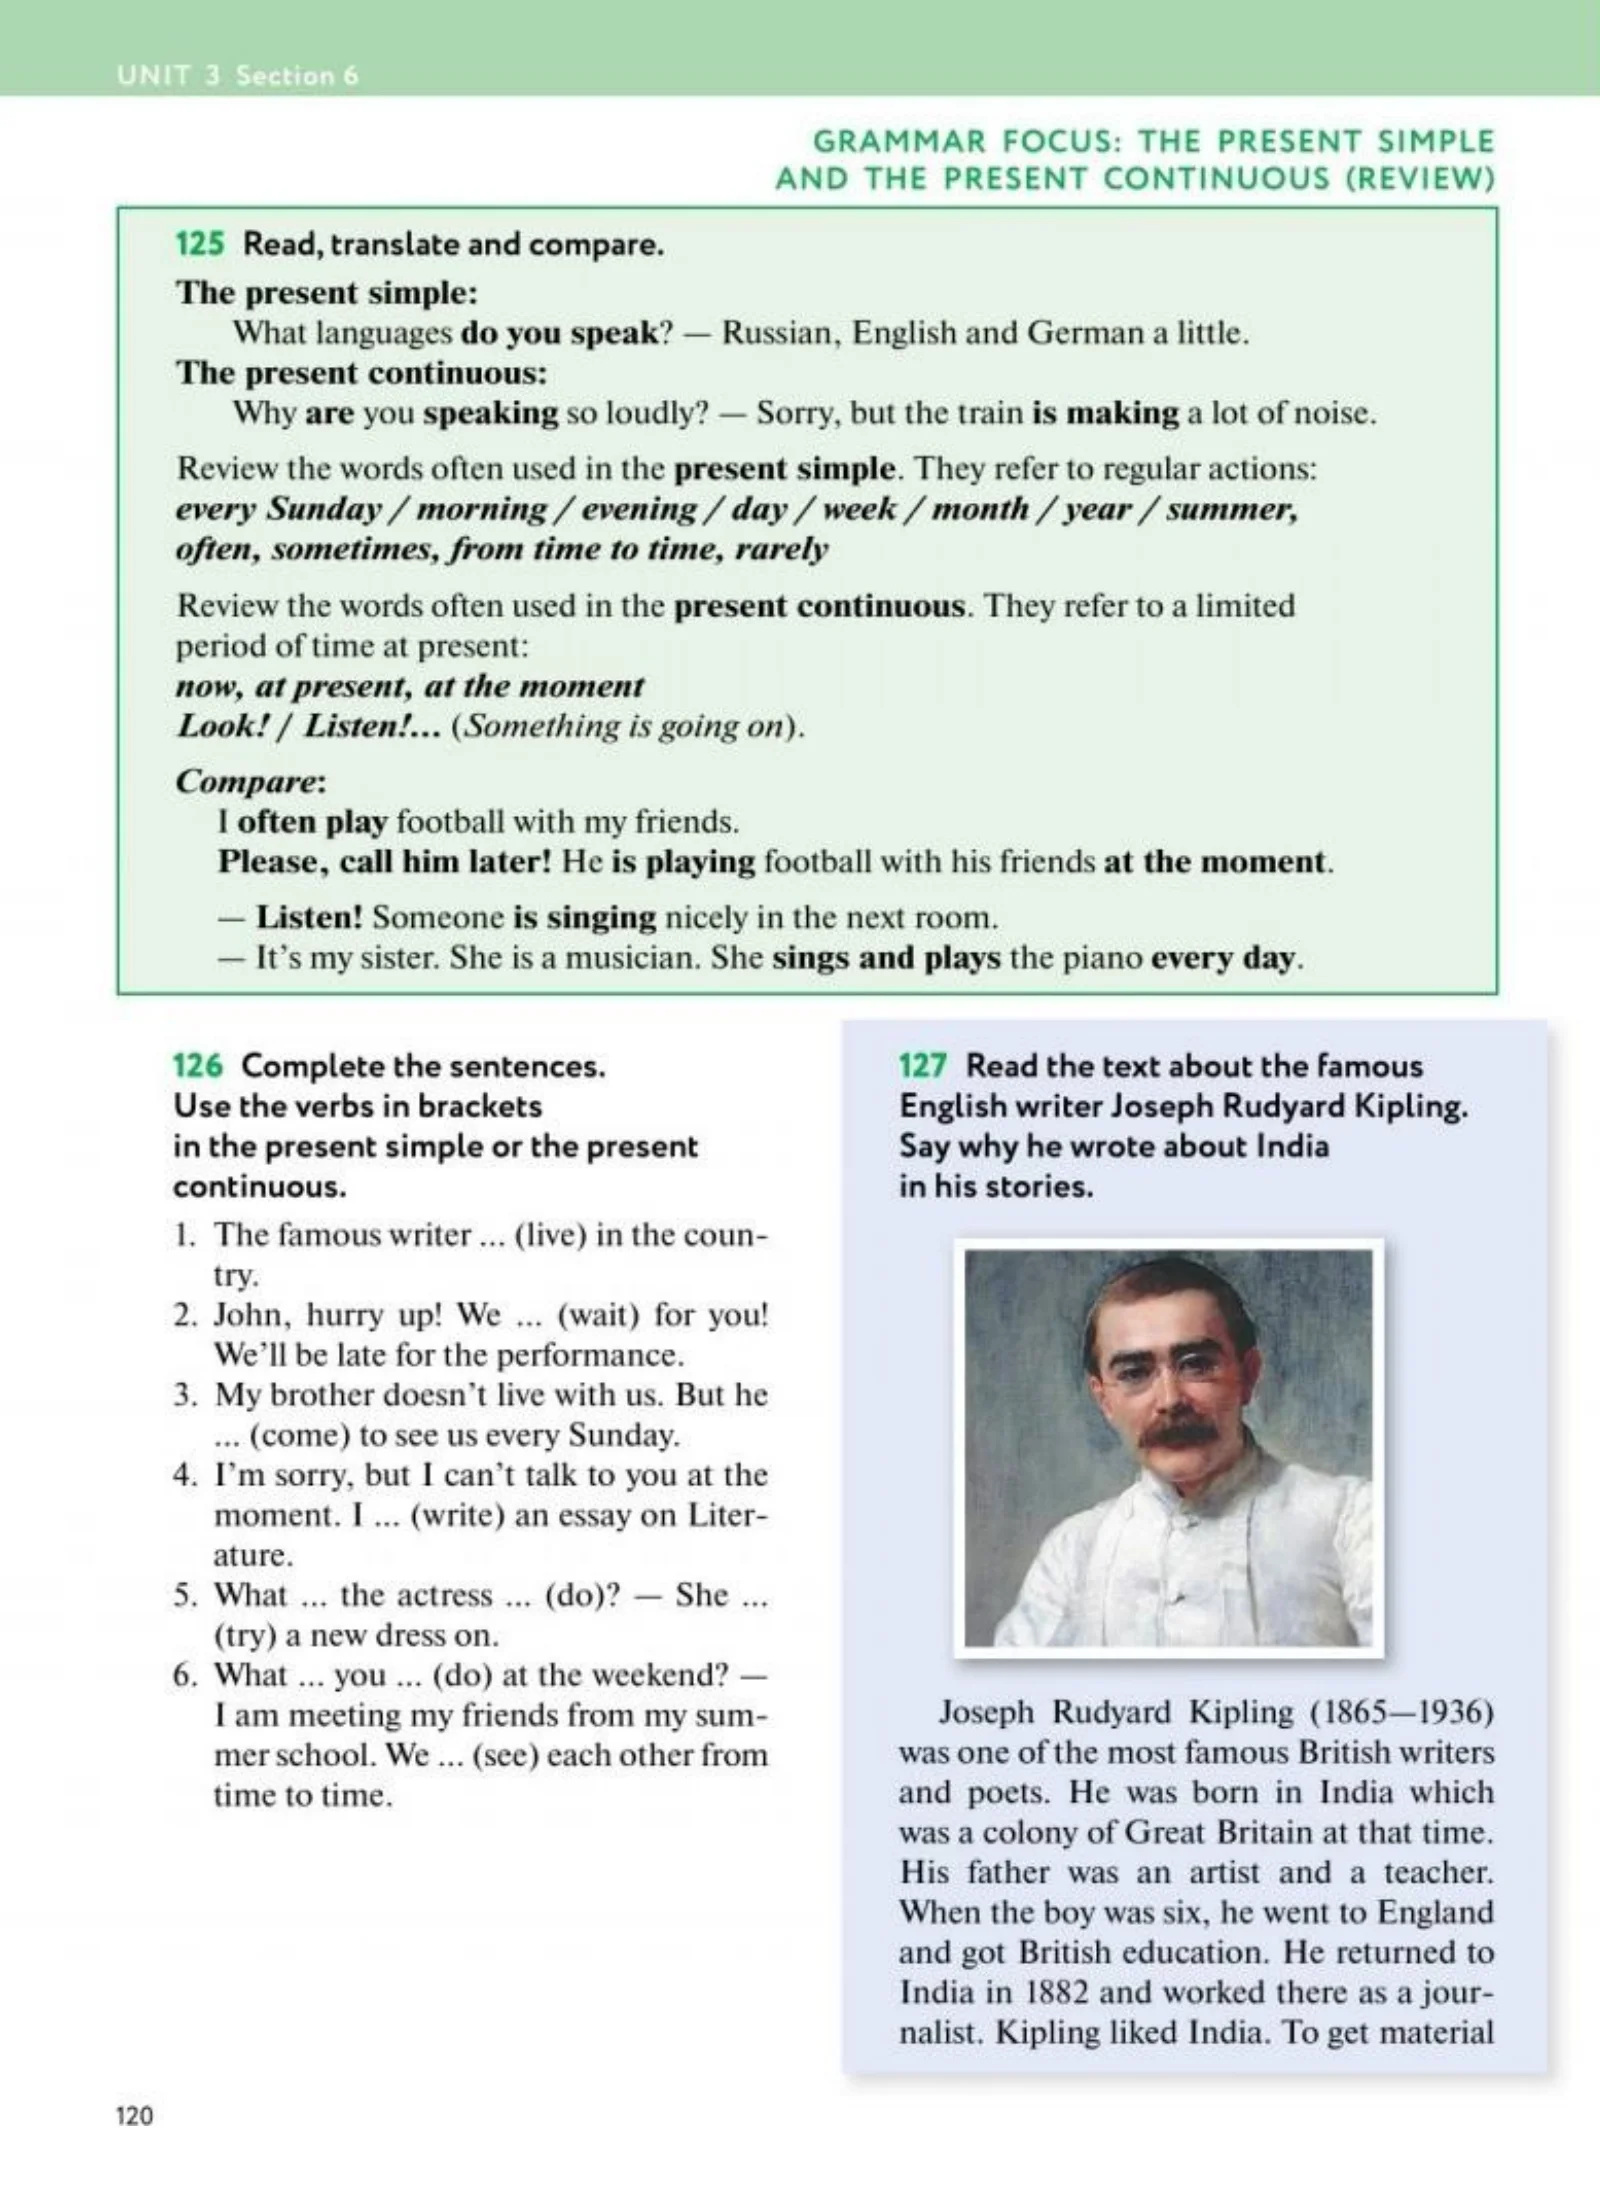 UNIT 3 Section 6
GRAMMAR FOCUS: THE PRESENT SIMPLE
AND THE PRESENT CONTINUOUS (REVIEW)
125 Read, translate and compare.
The present simple:
What languages do you speak? — Russian, English and German a little.
The present continuous:
Why are you speaking so loudly? — Sorry, but the train is making a lot of noise.
Review the words often used in the present simple. They refer to regular actions:
every Sunday / morning / evening / day / week / month / year / summer,
often, sometimes, from time to time, rarely
Review the words often used in the present continuous. They refer to a limited
period of time at present:
now, at present, at the moment
Look! / Listen!... (Something is going on).
Compare:
I often play football with my friends.
Please, call him later! He is playing football with his friends at the moment.
— Listen! Someone is singing nicely in the next room.
— It's my sister. She is a musician. She sings and plays the piano every day.
126 Complete the sentences.
Use the verbs in brackets
in the present simple or the present
continuous.
1. The famous writer ... (live) in the coun-
try.
2. John, hurry up! We ... (wait) for you!
We'll be late for the performance.
3. My brother doesn't live with us. But he
... (come) to see us every Sunday.
4. I'm sorry, but I can't talk to you at the
moment. I ... (write) an essay on Liter-
ature.
5. What ... the actress ... (do)? — She ...
(try) a new dress on.
6. What ... you ... (do) at the weekend? —
I am meeting my friends from my sum-
mer school. We ... (see) each other from
time to time.
127 Read the text about the famous
English writer Joseph Rudyard Kipling.
Say why he wrote about India
in his stories.
Joseph Rudyard Kipling (1865—1936)
was one of the most famous British writers
and poets. He was born in India which
was a colony of Great Britain at that time.
His father was an artist and a teacher.
When the boy was six, he went to England
and got British education. He returned to
India in 1882 and worked there as a jour-
nalist. Kipling liked India. To get material
120